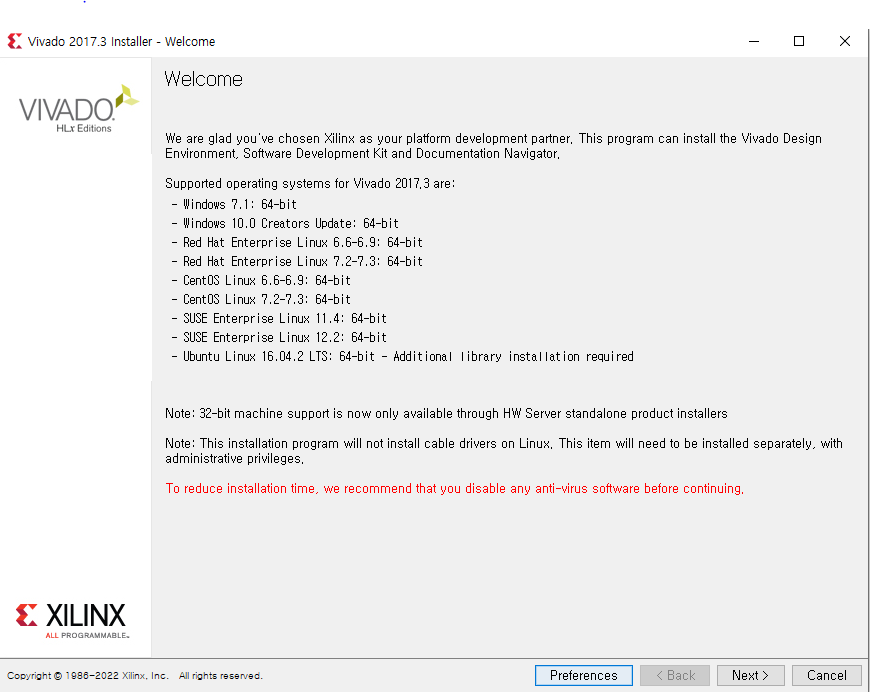 Vivado 2017.3 Installer - Welcome
VIVADO.
HLx Editions
Welcome
We are glad you've chosen Xilinx as your platform development partner. This program can install the Vivado Design
Environment, Software Development Kit and Documentation Navigator.
Supported operating systems for Vivado 2017.3 are:
- Windows 7.1: 64-bit
- Windows 10.0 Creators Update: 64-bit
- Red Hat Enterprise Linux 6.6-6.9: 64-bit
- Red Hat Enterprise Linux 7.2-7.3: 64-bit
- CentOS Linux 6.6-6.9: 64-bit
- CentOS Linux 7.2-7.3: 64-bit
- SUSE Enterprise Linux 11.4: 64-bit
- SUSE Enterprise Linux 12.2: 64-bit
- Ubuntu Linux 16.04.2 LTS: 64-bit - Additional library installation required
Note: 32-bit machine support is now only available through HW Server standalone product installers
Note: This installation program will not install cable drivers on Linux. This item will need to be installed separately, with
administrative privileges.
To reduce installation time, we recommend that you disable any anti-virus software before continuing.
XILINX
ALL PROGRAMMABLE™
Copyright © 1986-2022 Xilinx, Inc. All rights reserved.
Preferences
< Back
Next >
Cancel